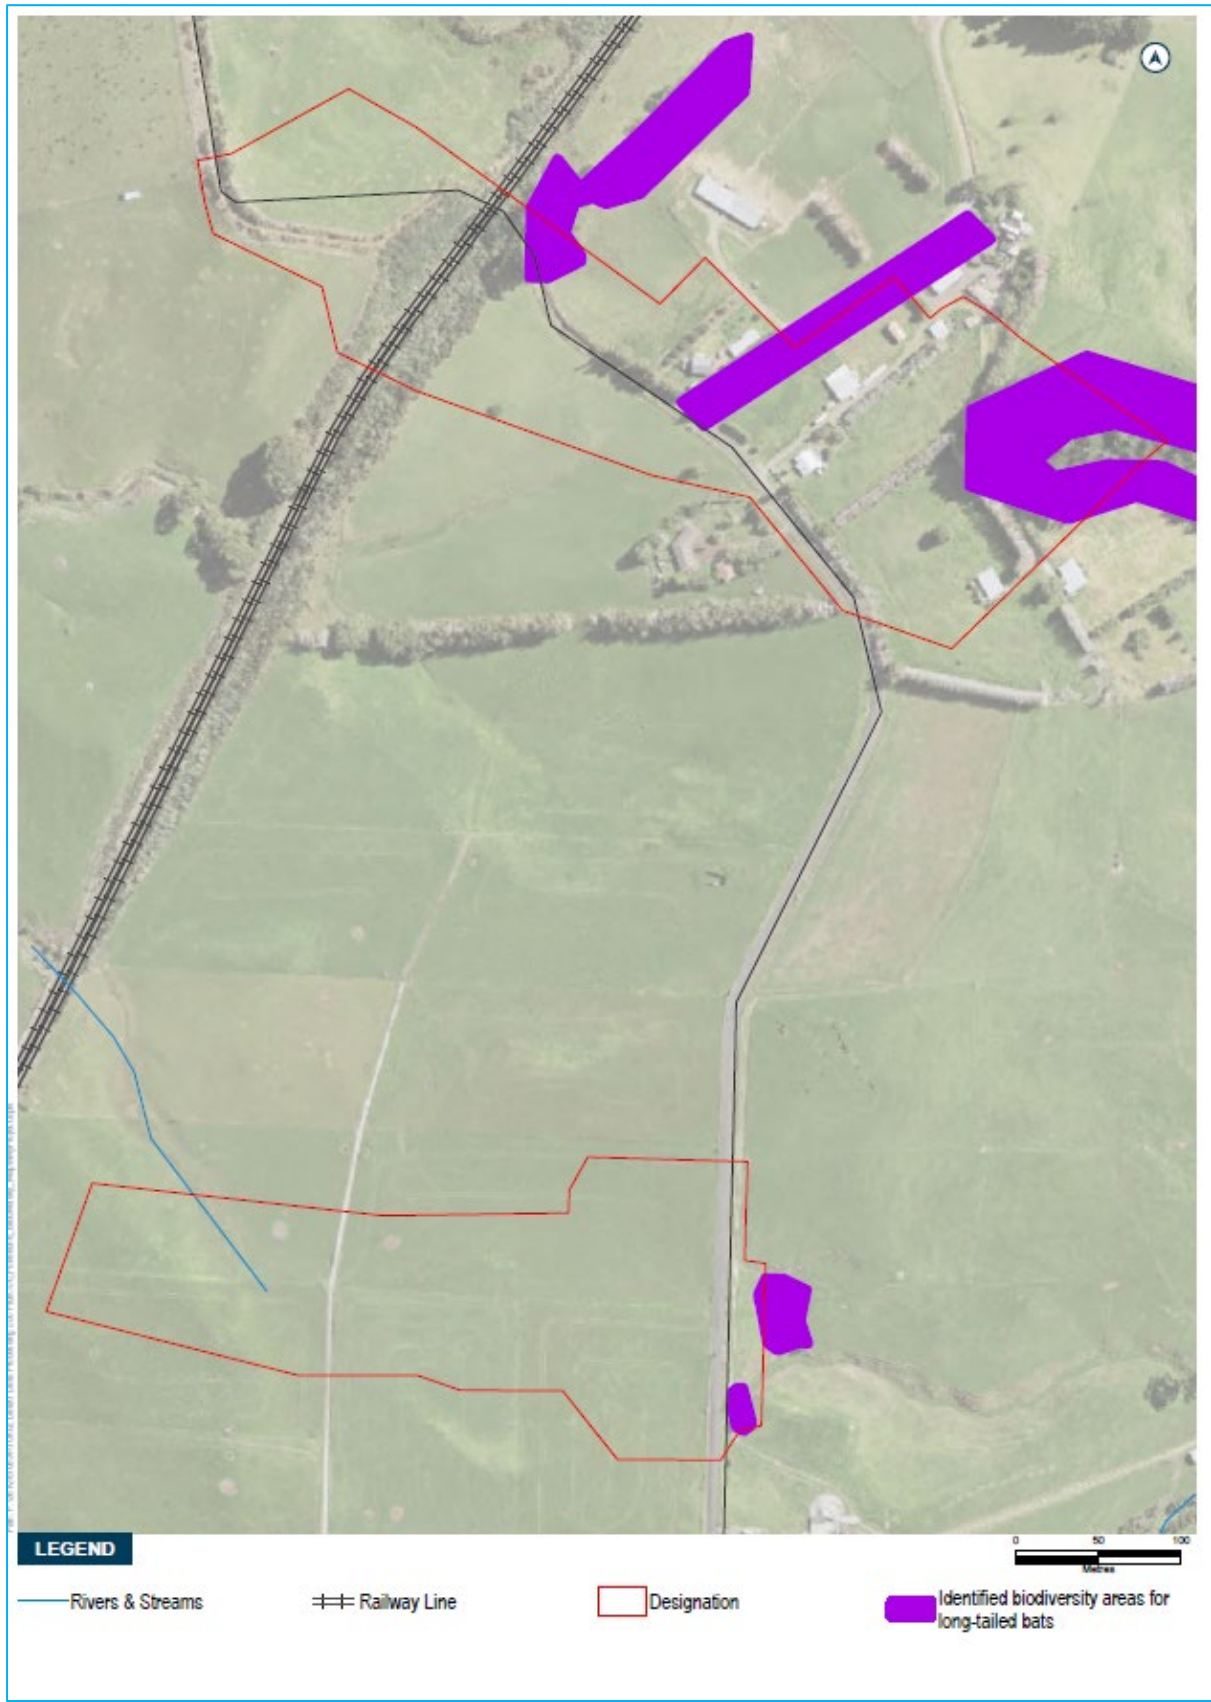 0 50 100
Metres
LEGEND
Rivers & Streams
Railway Line
Designation
Identified biodiversity areas for
long-tailed bats